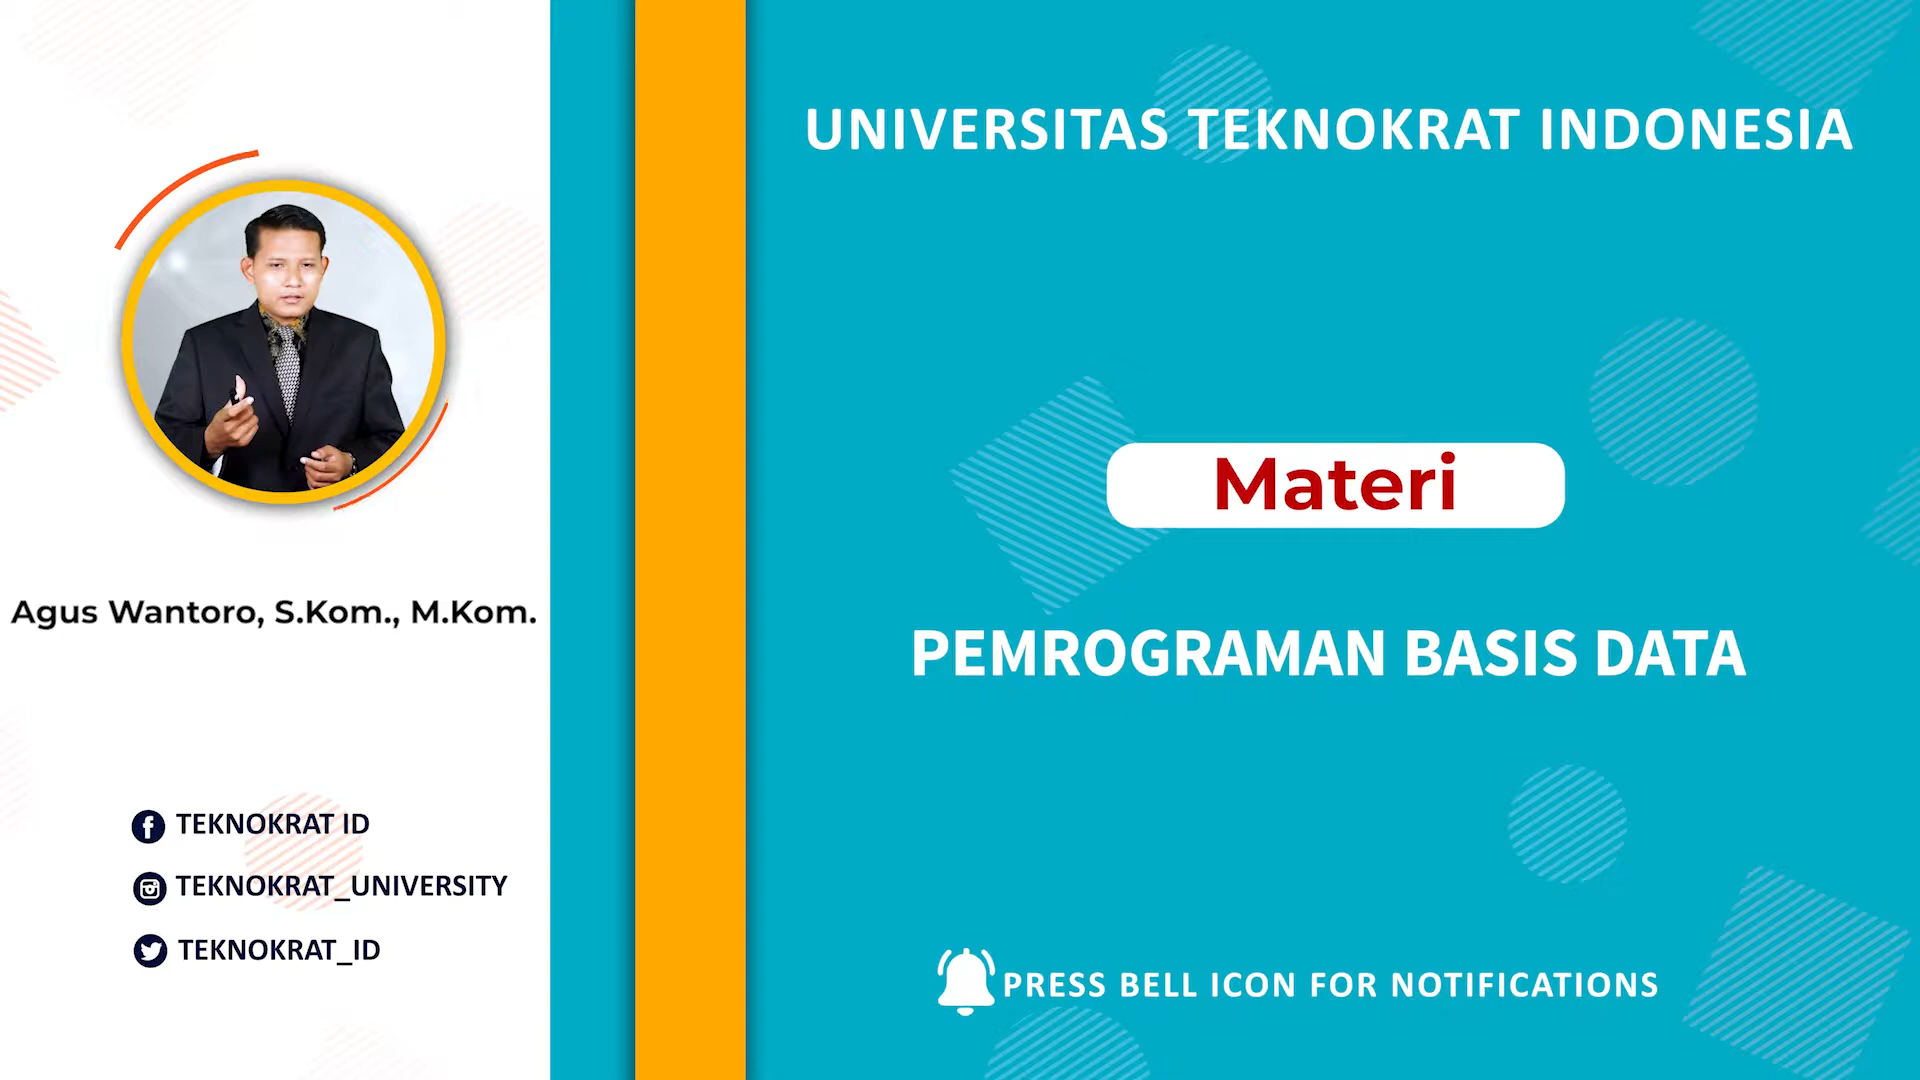 Agus Wantoro, S.Kom., M.Kom.
TEKNOKRAT ID
TEKNOKRAT_UNIVERSITY
TEKNOKRAT_ID
UNIVERSITAS TEKNOKRAT INDONESIA
Materi
PEMROGRAMAN BASIS DATA
PRESS BELL ICON FOR NOTIFICATIONS